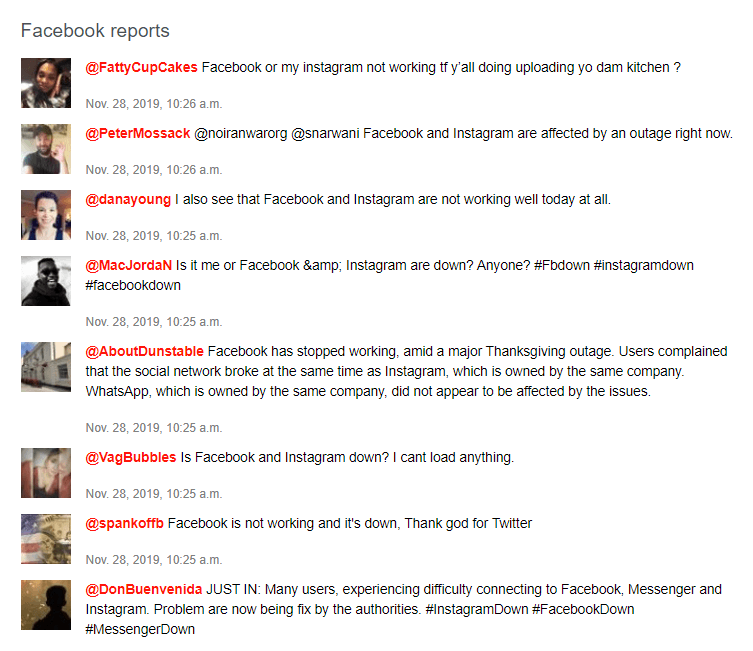 Facebook reports
@FattyCupCakes Facebook or my instagram not working tf y'all doing uploading yo dam kitchen ?
Nov. 28, 2019, 10:26 a.m.
@PeterMossack @noiranwarorg @snarwani Facebook and Instagram are affected by an outage right now.
Nov. 28, 2019, 10:26 a.m.
@danayoung I also see that Facebook and Instagram are not working well today at all.
Nov. 28, 2019, 10:25 a.m.
@MacJordaN Is it me or Facebook &amp; Instagram are down? Anyone? #Fbdown #instagramdown
#facebookdown
Nov. 28, 2019, 10:25 a.m.
@AboutDunstable Facebook has stopped working, amid a major Thanksgiving outage. Users complained
that the social network broke at the same time as Instagram, which is owned by the same company.
WhatsApp, which is owned by the same company, did not appear to be affected by the issues.
Nov. 28, 2019, 10:25 a.m.
@VagBubbles Is Facebook and Instagram down? I cant load anything.
Nov. 28, 2019, 10:25 a.m.
@spankoffb Facebook is not working and it's down, Thank god for Twitter
Nov. 28, 2019, 10:25 a.m.
@DonBuenvenida JUST IN: Many users, experiencing difficulty connecting to Facebook, Messenger and
Instagram. Problem are now being fix by the authorities. #InstagramDown #FacebookDown
#MessengerDown